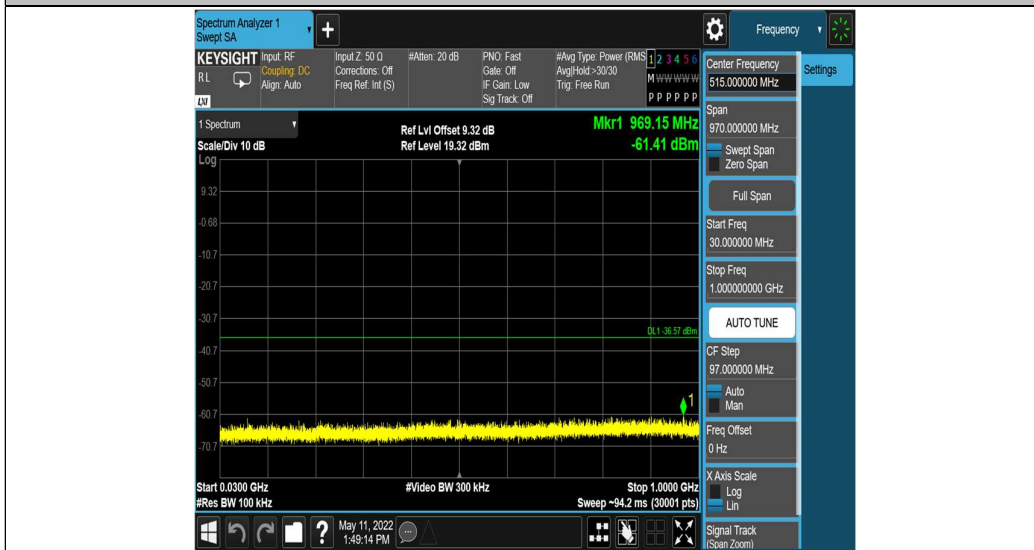 Spectrum Analyzer 1
Swept SA
+
Frequency
KEYSIGHT Input: RF Input Z: 50 Ω #Atten: 20 dB PNO: Fast #Avg Type: Power (RMS 1 2 3 4 5 6
RL Coupling: DC Corrections: Off Gate: Off Avg|Hold:>30/30 M W W W W W
Align: Auto Freq Ref: Int (S) IF Gain: Low Trig: Free Run
LXI Sig Track: Off P P P P P P
1 Spectrum
Scale/Div 10 dB
Ref Lvl Offset 9.32 dB
Ref Level 19.32 dBm
Mkr1 969.15 MHz
-61.41 dBm
Log
9.32
-0.68
-10.7
-20.7
-30.7
DL1 -36.57 dBm
-40.7
-50.7
1
-60.7
-70.7
Start 0.0300 GHz #Video BW 300 kHz Stop 1.0000 GHz
#Res BW 100 kHz Sweep ~94.2 ms (30001 pts)
?
May 11, 2022
1:49:14 PM
Center Frequency
515.000000 MHz
Settings
Span
970.000000 MHz
Swept Span
Zero Span
Full Span
Start Freq
30.000000 MHz
Stop Freq
1.000000000 GHz
AUTO TUNE
CF Step
97.000000 MHz
Auto
Man
Freq Offset
0 Hz
X Axis Scale
Log
Lin
Signal Track
(Span Zoom)